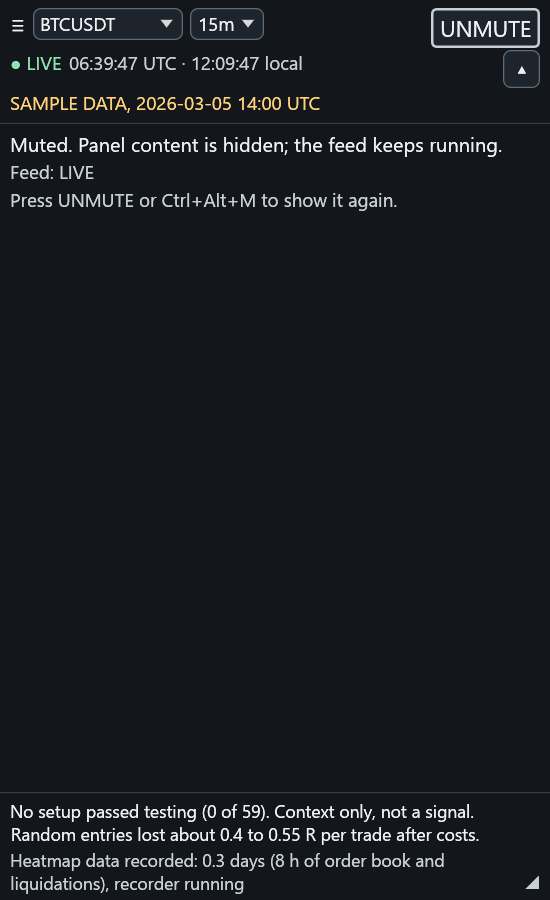 ☰ BTCUSDT ▼ 15m ▼ UNMUTE
● LIVE 06:39:47 UTC · 12:09:47 local ▲
SAMPLE DATA, 2026-03-05 14:00 UTC
Muted. Panel content is hidden; the feed keeps running.
Feed: LIVE
Press UNMUTE or Ctrl+Alt+M to show it again.
No setup passed testing (0 of 59). Context only, not a signal.
Random entries lost about 0.4 to 0.55 R per trade after costs.
Heatmap data recorded: 0.3 days (8 h of order book and
liquidations), recorder running